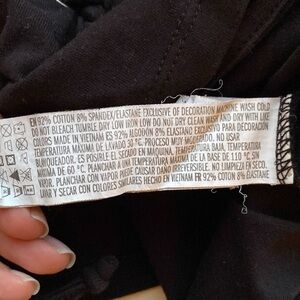 EN 92% COTTON 8% SPANDEX/ELASTANE EXCLUSIVE OF DECORATION MACHINE WASH COLD
DO NOT BLEACH TUMBLE DRY LOW IRON LOW DO NOT DRY CLEAN WASH AND DRY WITH LIKE
COLORS MADE IN VIETNAM ES 92% ALGODÓN 8% ELASTANO EXCLUSIVO PARA DECORACIÓN
TEMPERATURA MÁXIMA DE LAVADO 30 °C. PROCESO MUY MODERADO. NO USAR
BLANQUEADOR. ES POSIBLE EL SECADO EN MÁQUINA, TEMPERATURA BAJA, TEMPERATURA
MÁXIMA DE 60 °C. PLANCHAR A UNA TEMPERATURA MÁXIMA DE LA BASE DE 110 °C SIN
VAPOR. PLANCHAR CON VAPOR PUEDE CAUSAR DAÑO IRREVERSIBLE. NO LIMPIEZA EN SECO.
LAVAR Y SECAR CON COLORES SIMILARES HECHO EN VIETNAM FR 92% COTON 8% ÉLASTHANE